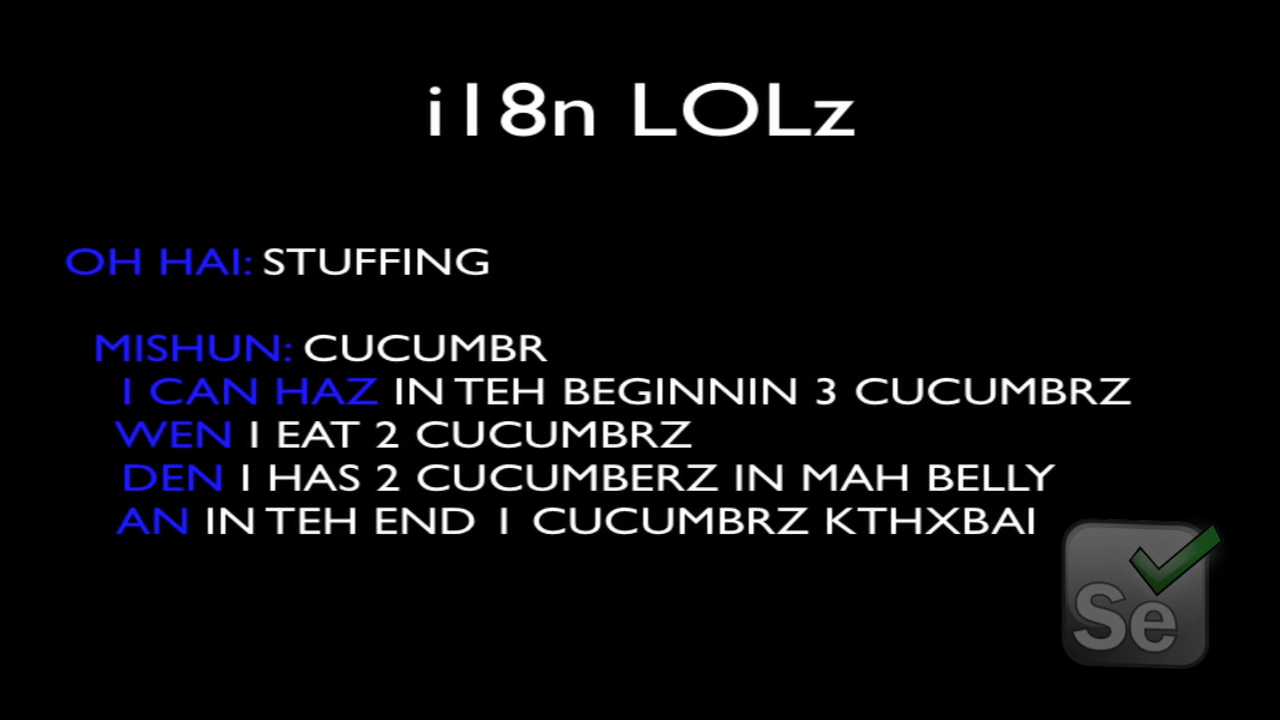 i18n LOLz
OH HAI: STUFFING
MISHUN: CUCUMBR
I CAN HAZ IN TEH BEGINNIN 3 CUCUMBRZ
WEN I EAT 2 CUCUMBRZ
DEN I HAS 2 CUCUMBERZ IN MAH BELLY
AN IN TEH END 1 CUCUMBRZ KTHXBAI
Se